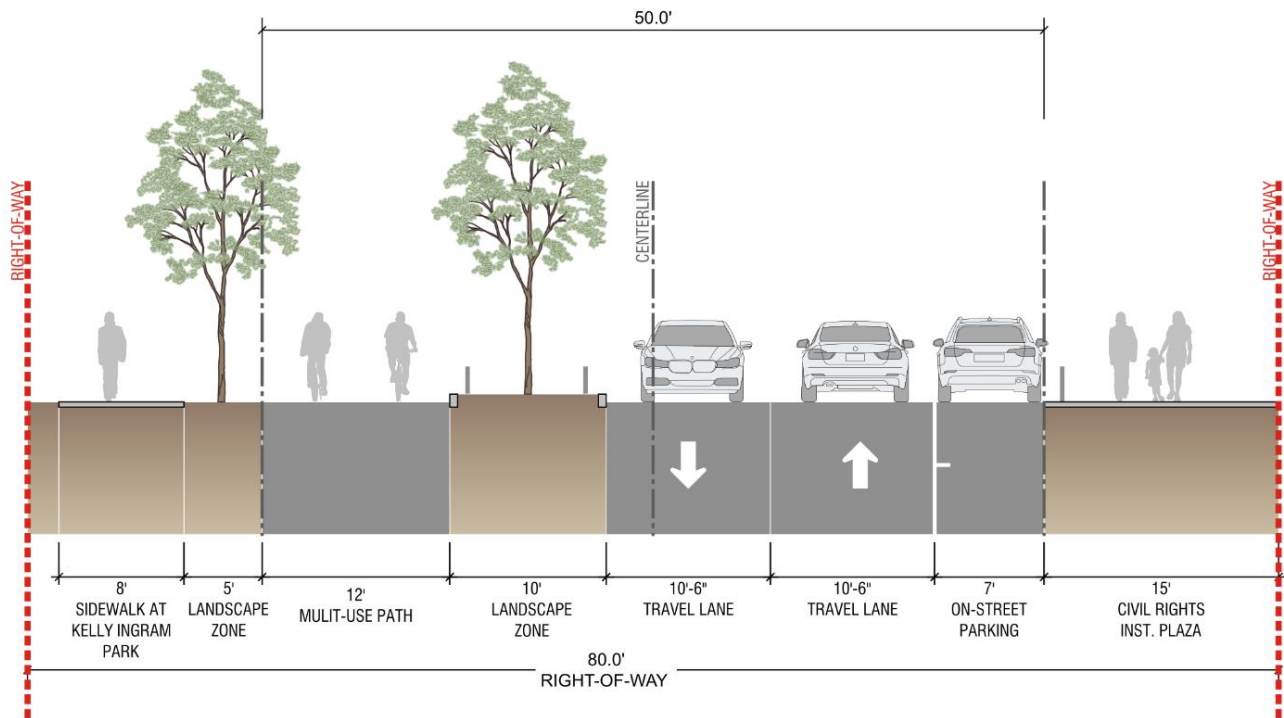 50.0'
RIGHT-OF-WAY
CENTERLINE
RIGHT-OF-WAY
8'
SIDEWALK AT
KELLY INGRAM
PARK
5'
LANDSCAPE
ZONE
12'
MULIT-USE PATH
10'
LANDSCAPE
ZONE
10'-6"
TRAVEL LANE
10'-6"
TRAVEL LANE
7'
ON-STREET
PARKING
15'
CIVIL RIGHTS
INST. PLAZA
80.0'
RIGHT-OF-WAY